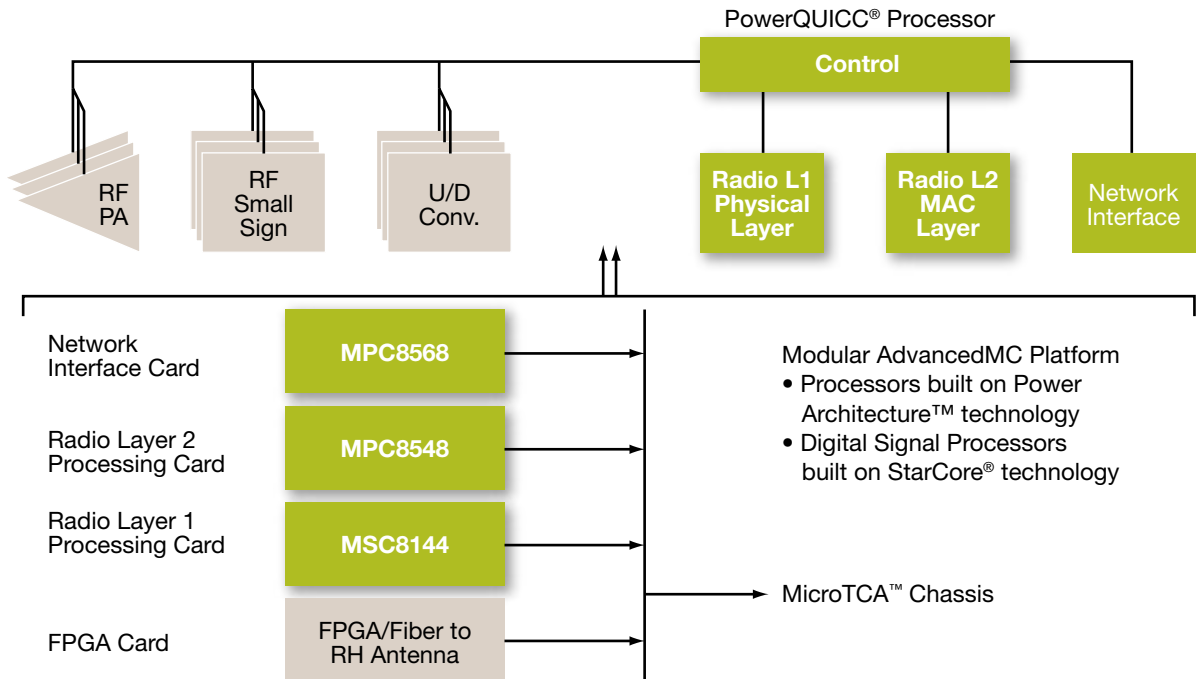 PowerQUICC® Processor
Control
RF
PA
RF
Small
Sign
U/D
Conv.
Radio L1
Physical
Layer
Radio L2
MAC
Layer
Network
Interface
Network
Interface Card
MPC8568
Radio Layer 2
Processing Card
MPC8548
Radio Layer 1
Processing Card
MSC8144
FPGA Card
FPGA/Fiber to
RH Antenna
Modular AdvancedMC Platform
• Processors built on Power
Architecture™ technology
• Digital Signal Processors
built on StarCore® technology
MicroTCA™ Chassis